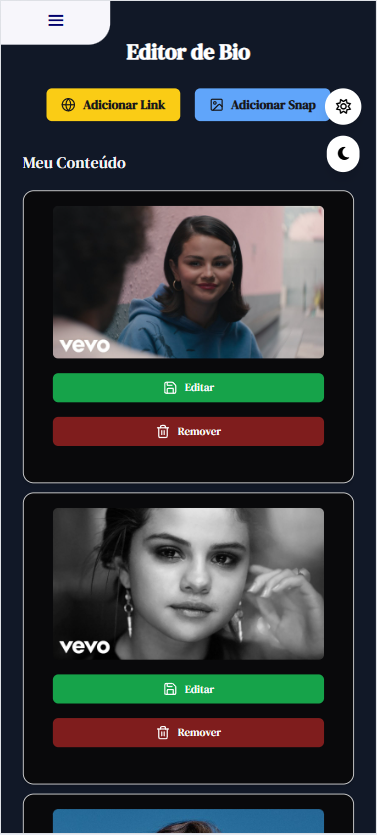 Editor de Bio
Adicionar Link
Adicionar Snap
Meu Conteúdo
vevo
Editar
Remover
vevo
Editar
Remover